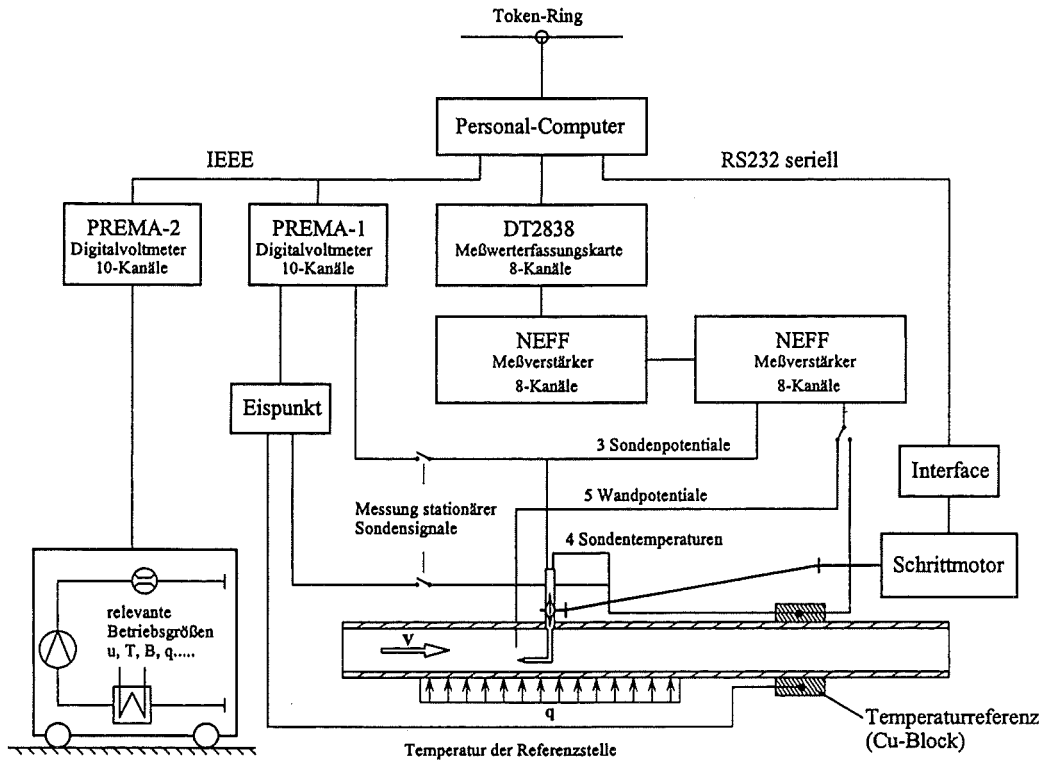 Token-Ring
Personal-Computer
IEEE
RS232 seriell
PREMA-2
Digitalvoltmeter
10-Kanäle
PREMA-1
Digitalvoltmeter
10-Kanäle
DT2838
Meßwerterfassungskarte
8-Kanäle
NEFF
Meßverstärker
8-Kanäle
NEFF
Meßverstärker
8-Kanäle
Eispunkt
3 Sondenpotentiale
Interface
Messung stationärer
Sondensignale
5 Wandpotentiale
4 Sondentemperaturen
Schrittmotor
relevante
Betriebsgrößen
u, T, B, q.....
v
q
Temperaturreferenz
(Cu-Block)
Temperatur der Referenzstelle